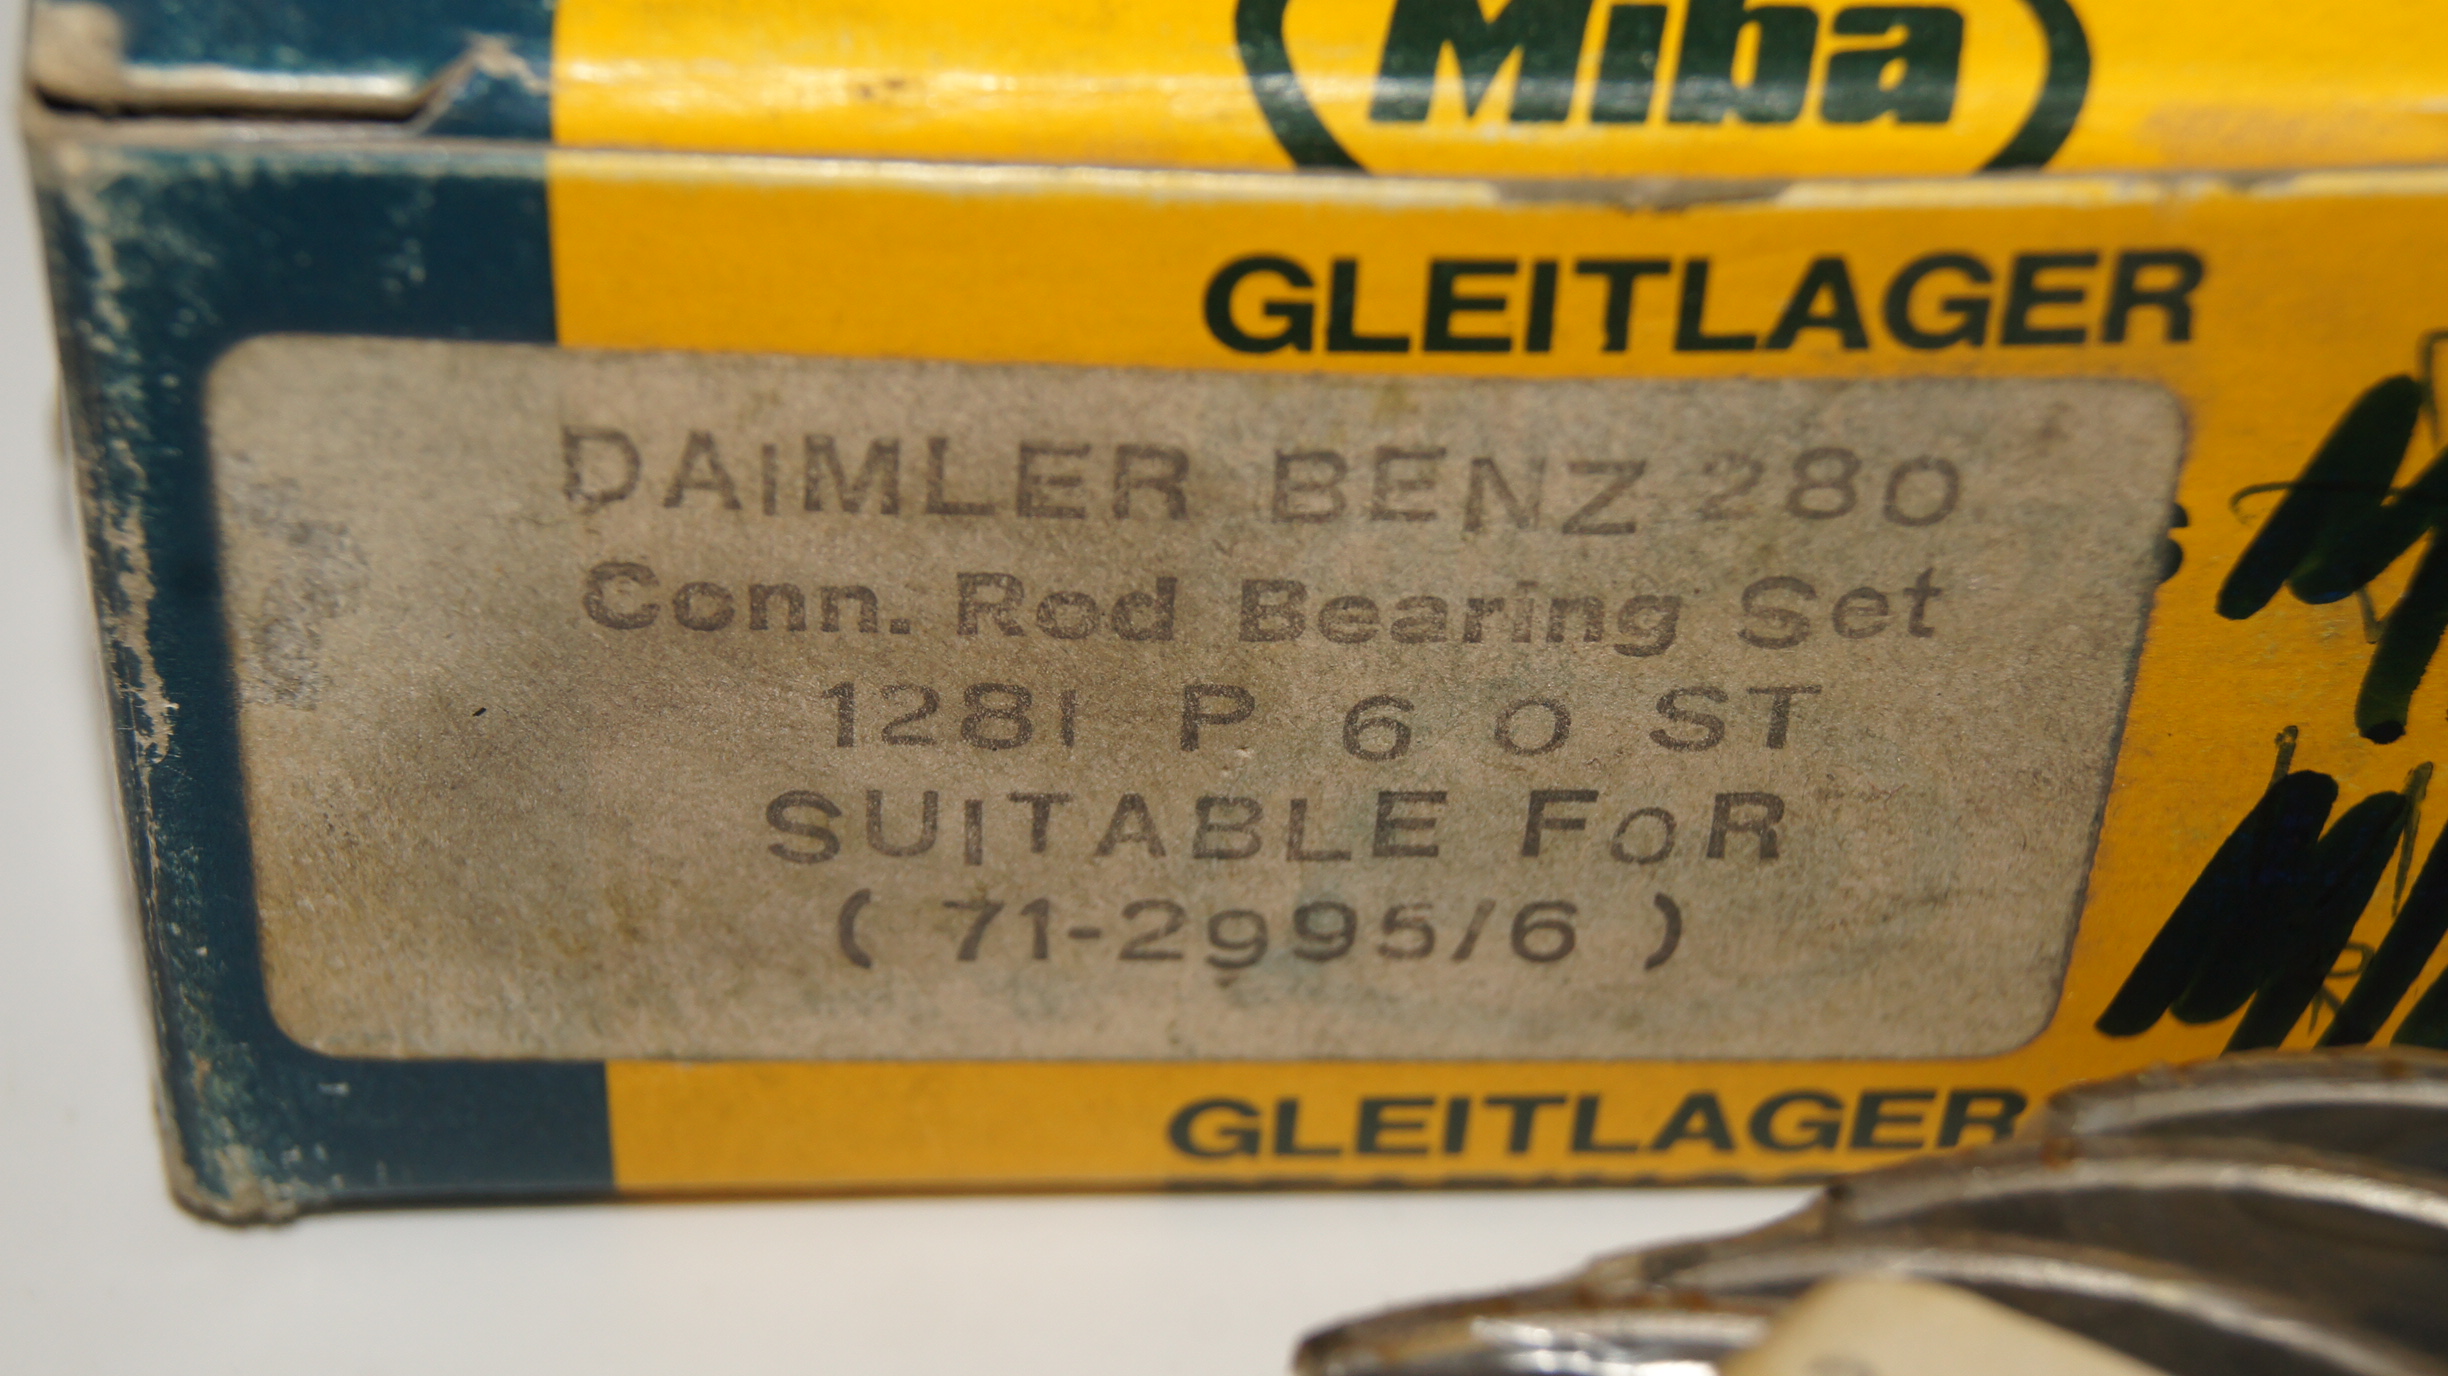 Miba
GLEITLAGER
DAiMLER BENZ 280
Conn. Rod Bearing Set
1281 P 6 0 ST
SUITABLE FoR
( 71-2995/6 )
GLEITLAGER